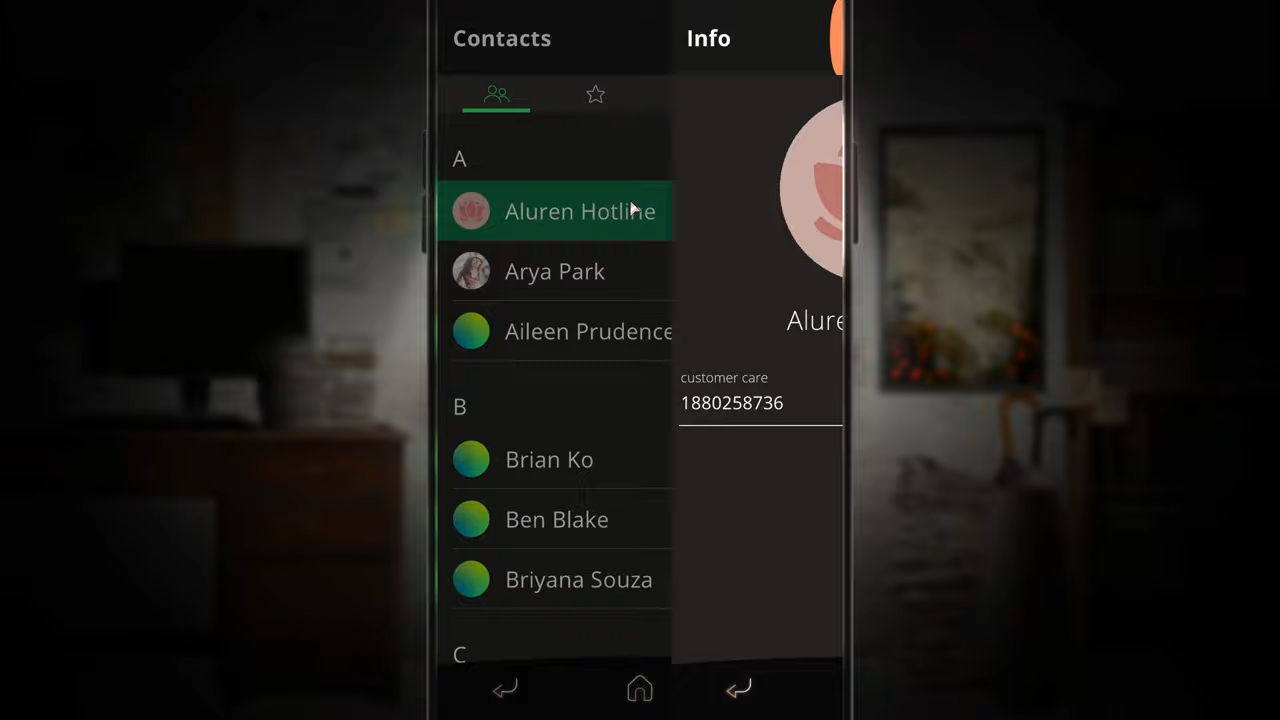 Contacts
A
Aluren Hotline
Arya Park
Aileen Prudence
B
Brian Ko
Ben Blake
Briyana Souza
C
Info
Alure
customer care
1880258736